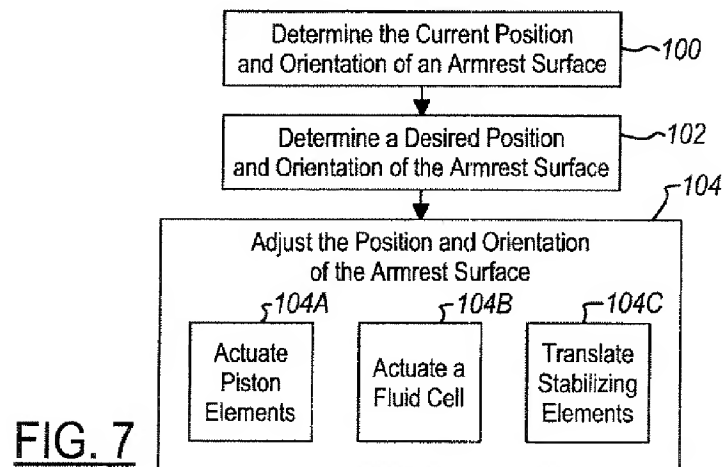 Determine the Current Position
and Orientation of an Armrest Surface
100
Determine a Desired Position
and Orientation of the Armrest Surface
102
104
Adjust the Position and Orientation
of the Armrest Surface
104A
104B
104C
Actuate
Piston
Elements
Actuate a
Fluid Cell
Translate
Stabilizing
Elements
FIG. 7